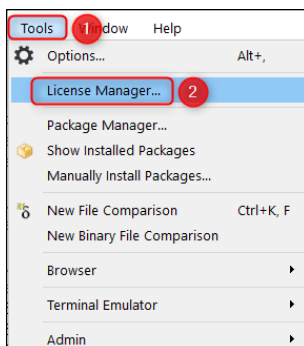 Tools 1 Window Help
Options... Alt+,
License Manager... 2
Package Manager...
Show Installed Packages
Manually Install Packages...
New File Comparison Ctrl+K, F
New Binary File Comparison
Browser
Terminal Emulator
Admin